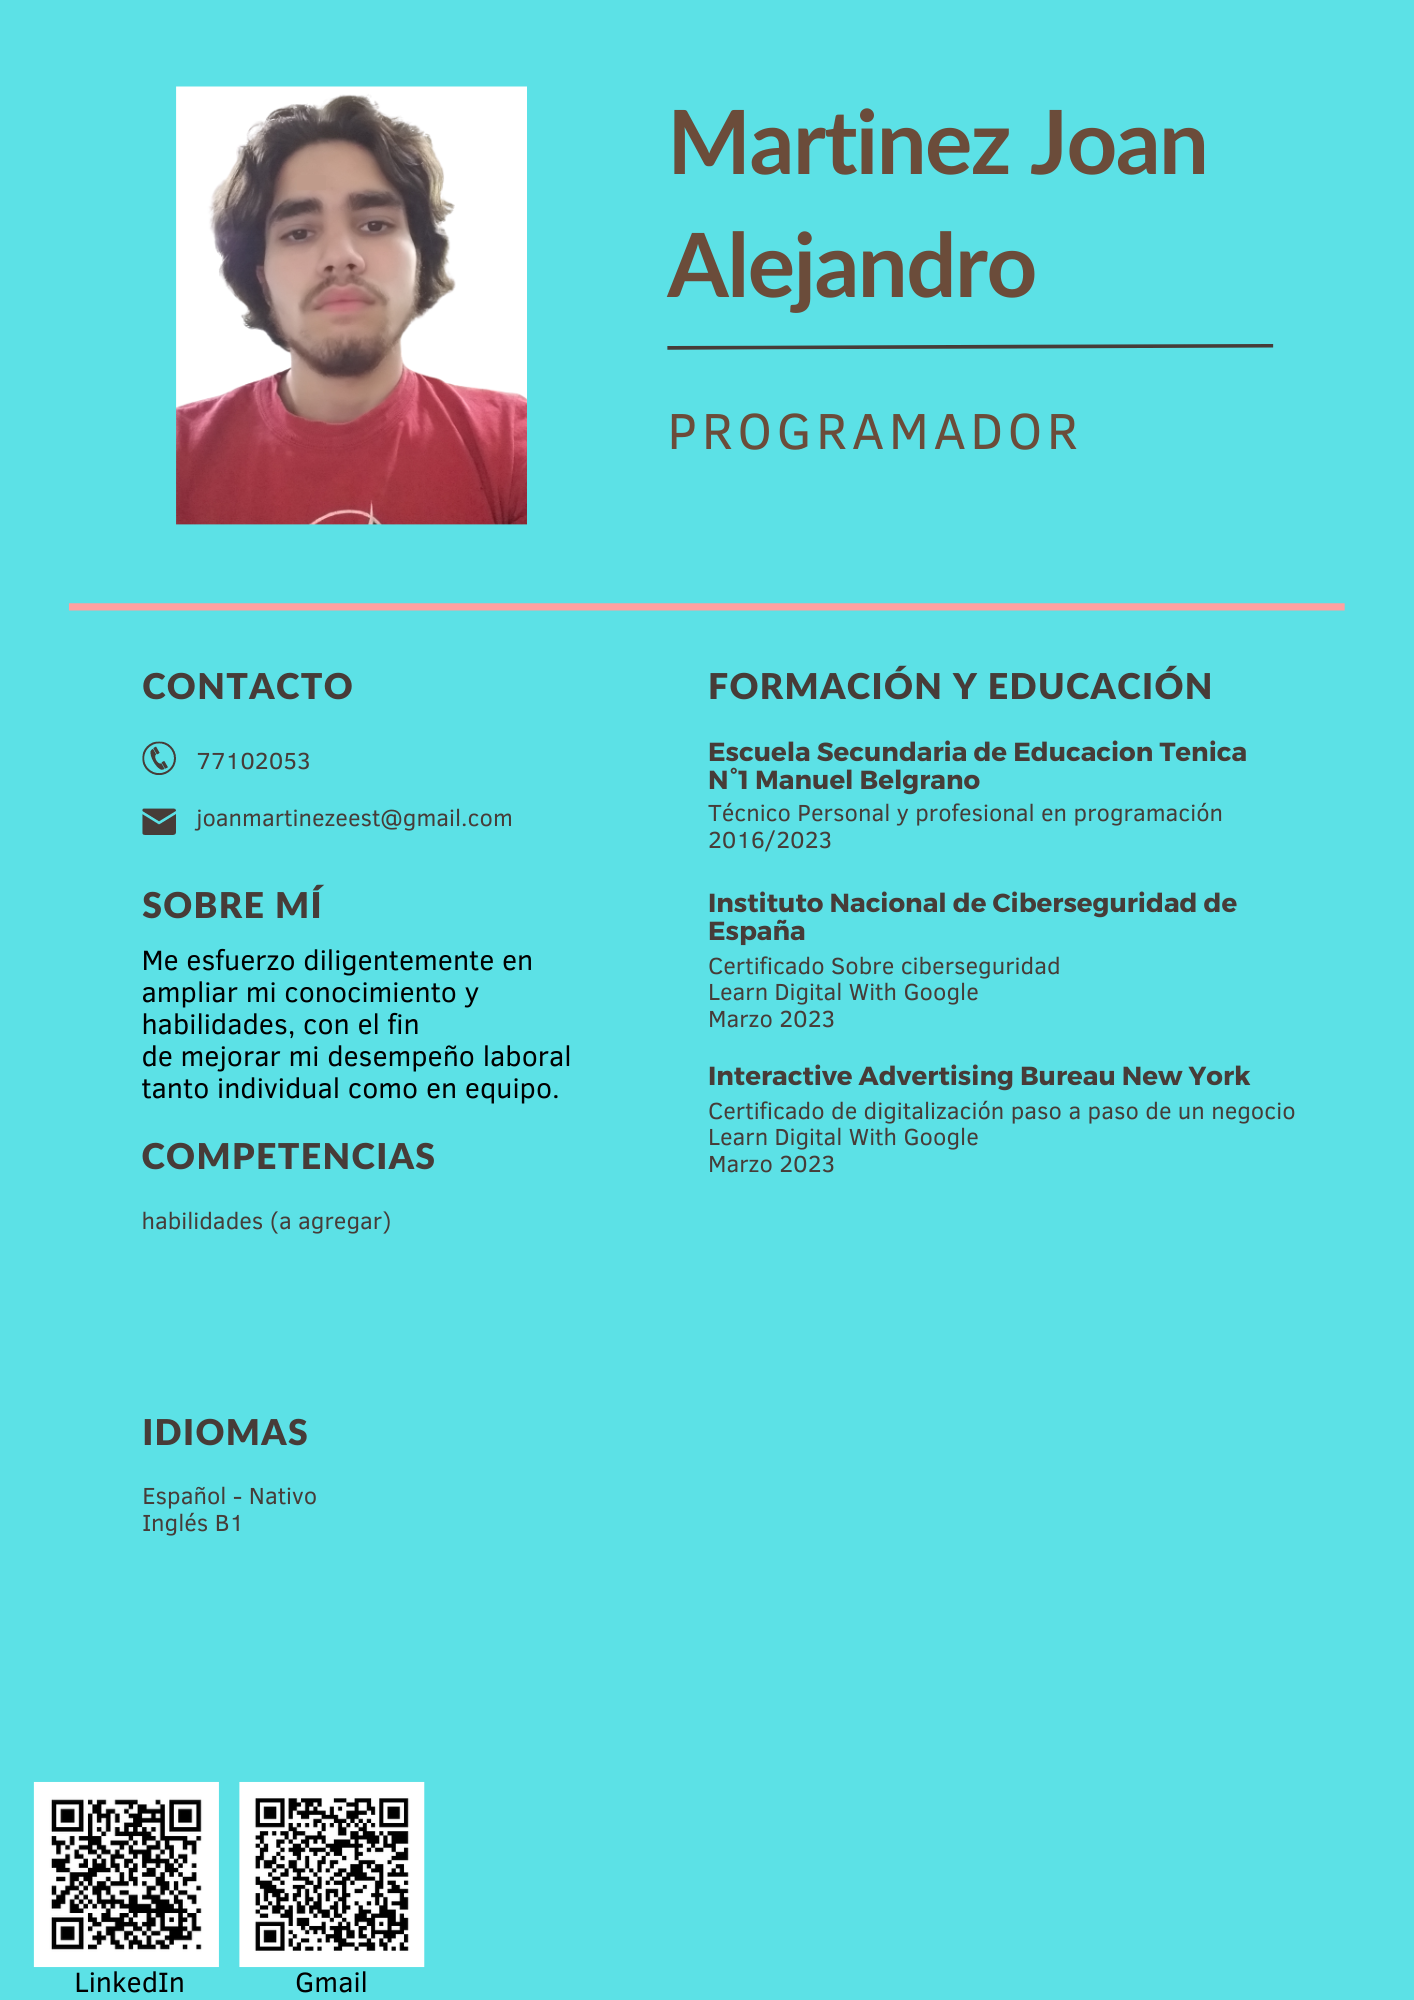 Martinez Joan
Alejandro
PROGRAMADOR
CONTACTO
77102053
joanmartinezeest@gmail.com
SOBRE MÍ
Me esfuerzo diligentemente en
ampliar mi conocimiento y
habilidades, con el fin
de mejorar mi desempeño laboral
tanto individual como en equipo.
COMPETENCIAS
habilidades (a agregar)
IDIOMAS
Español - Nativo
Inglés B1
FORMACIÓN Y EDUCACIÓN
Escuela Secundaria de Educacion Tenica
N°1 Manuel Belgrano
Técnico Personal y profesional en programación
2016/2023
Instituto Nacional de Ciberseguridad de
España
Certificado Sobre ciberseguridad
Learn Digital With Google
Marzo 2023
Interactive Advertising Bureau New York
Certificado de digitalización paso a paso de un negocio
Learn Digital With Google
Marzo 2023
LinkedIn
Gmail